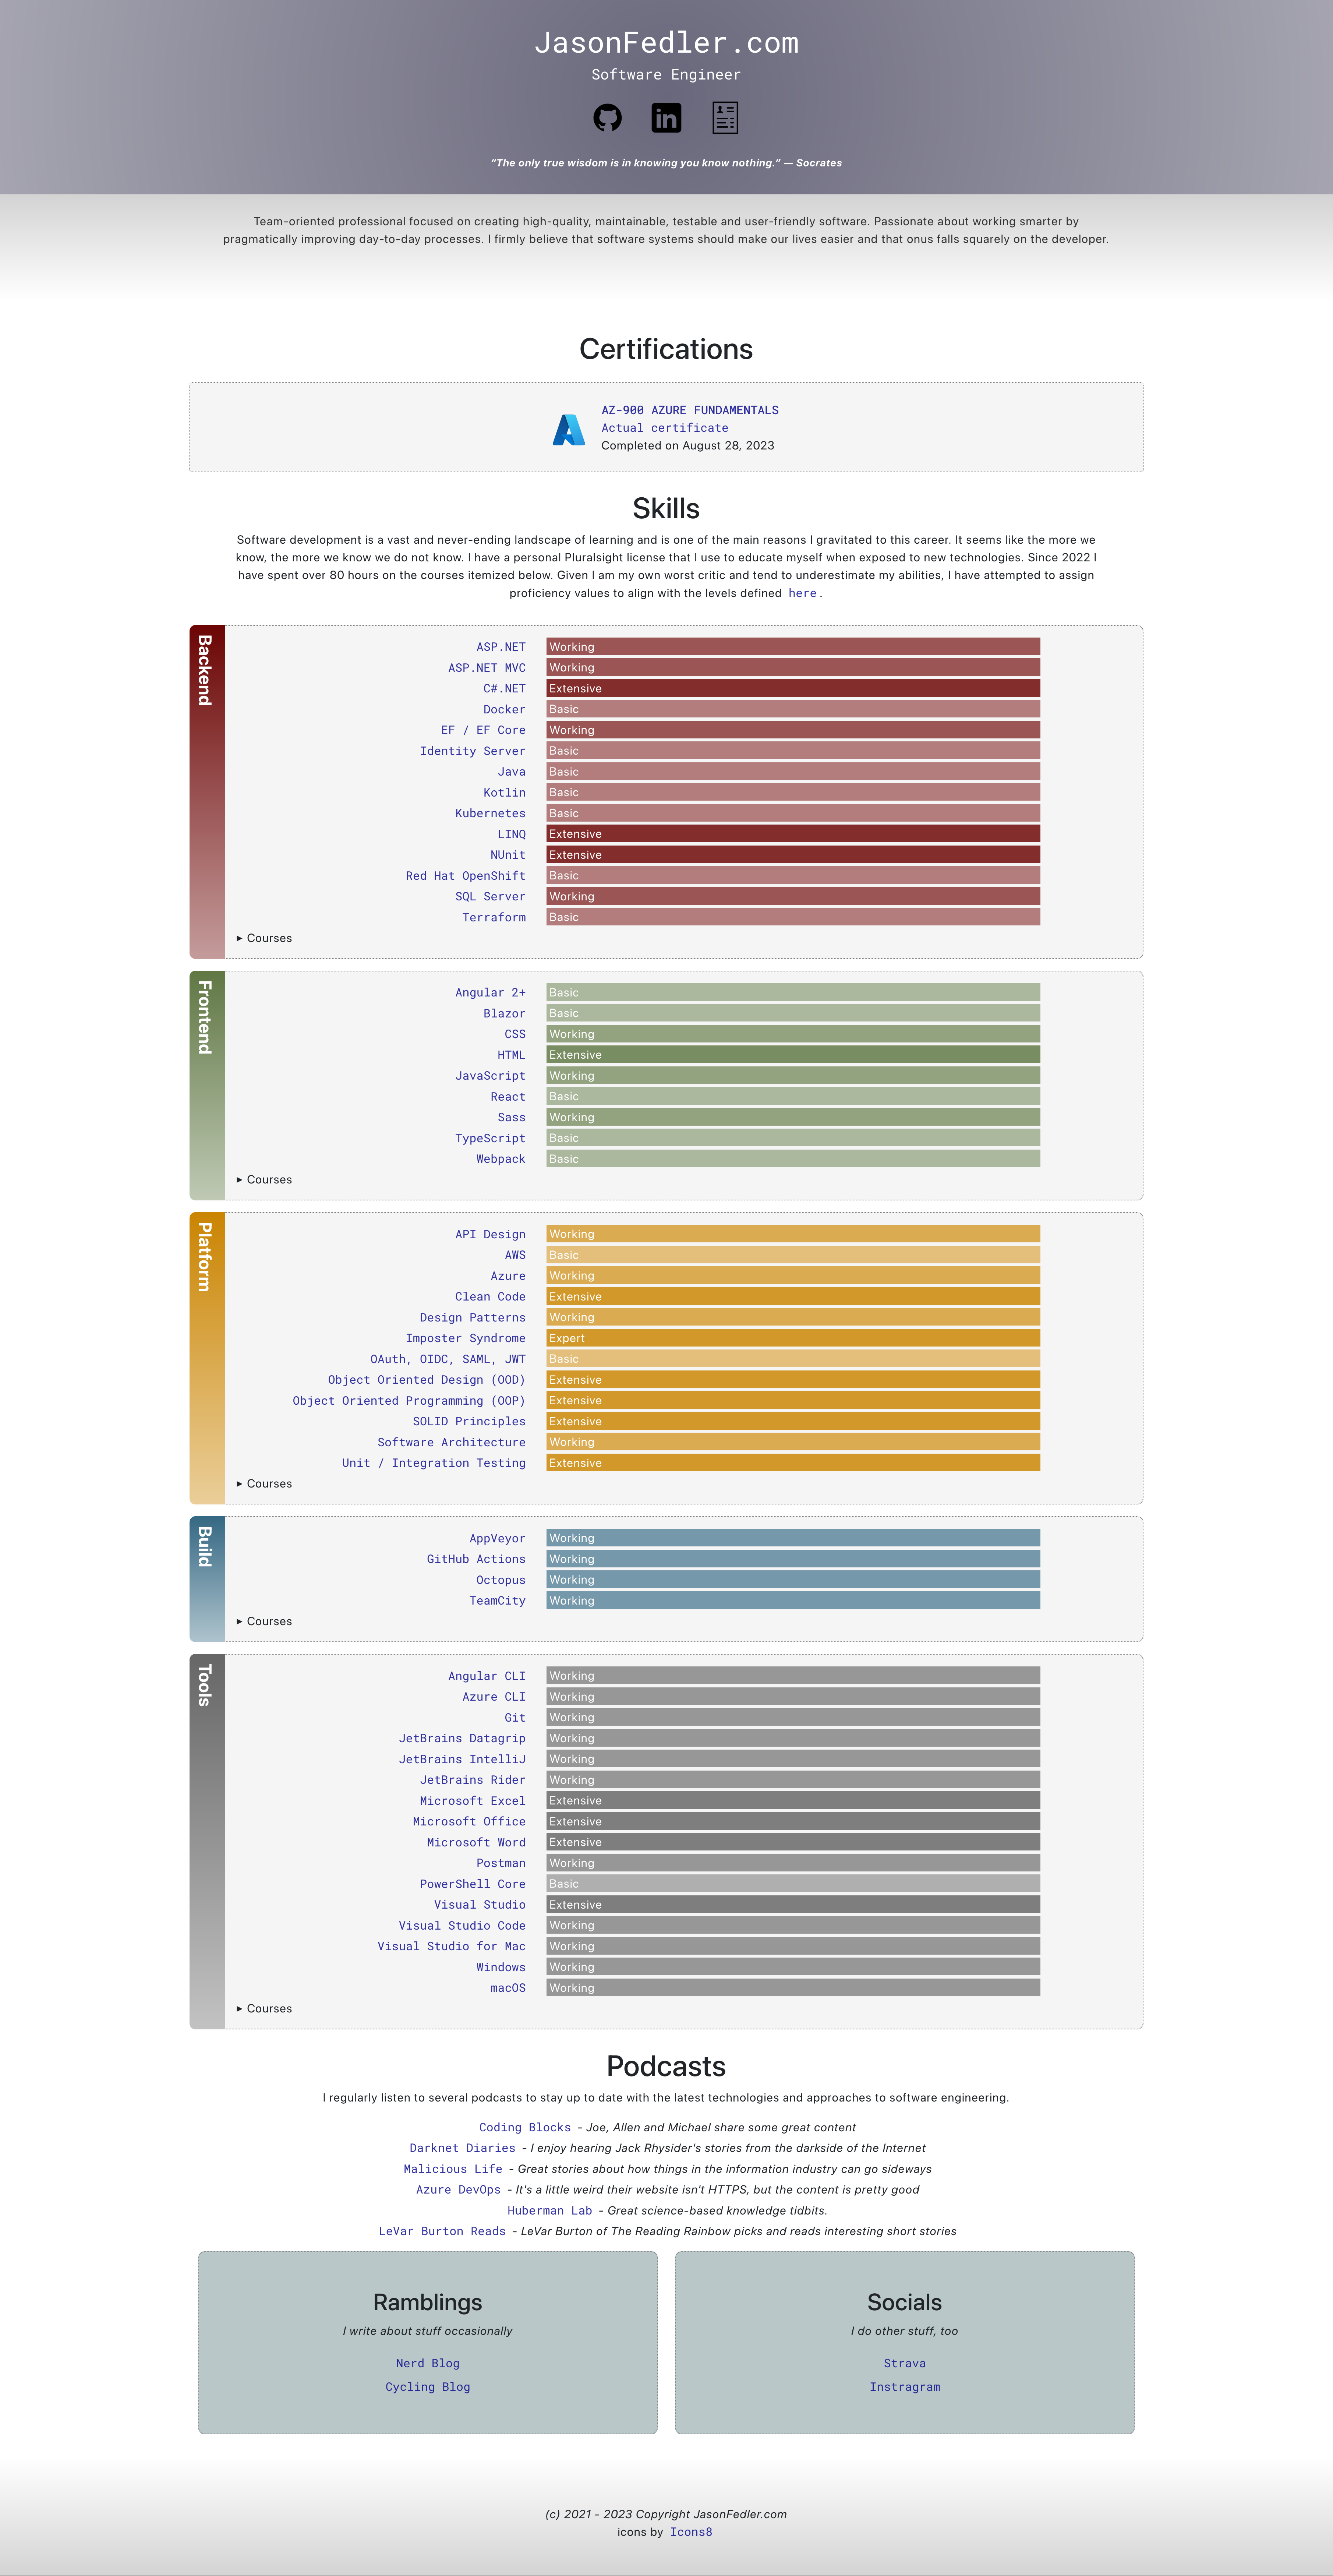 JasonFedler.com
Software Engineer
in
“The only true wisdom is in knowing you know nothing.” — Socrates
Team-oriented professional focused on creating high-quality, maintainable, testable and user-friendly software. Passionate about working smarter by
pragmatically improving day-to-day processes. I firmly believe that software systems should make our lives easier and that onus falls squarely on the developer.
Certifications
AZ-900 AZURE FUNDAMENTALS
Actual certificate
Completed on August 28, 2023
Skills
Software development is a vast and never-ending landscape of learning and is one of the main reasons I gravitated to this career. It seems like the more we
know, the more we know we do not know. I have a personal Pluralsight license that I use to educate myself when exposed to new technologies. Since 2022 I
have spent over 80 hours on the courses itemized below. Given I am my own worst critic and tend to underestimate my abilities, I have attempted to assign
proficiency values to align with the levels defined here.
Backend
ASP.NET Working
ASP.NET MVC Working
C#.NET Extensive
Docker Basic
EF / EF Core Working
Identity Server Basic
Java Basic
Kotlin Basic
Kubernetes Basic
LINQ Extensive
NUnit Extensive
Red Hat OpenShift Basic
SQL Server Working
Terraform Basic
▸ Courses
Frontend
Angular 2+ Basic
Blazor Basic
CSS Working
HTML Extensive
JavaScript Working
React Basic
Sass Working
TypeScript Basic
Webpack Basic
▸ Courses
Platform
API Design Working
AWS Basic
Azure Working
Clean Code Extensive
Design Patterns Working
Imposter Syndrome Expert
OAuth, OIDC, SAML, JWT Basic
Object Oriented Design (OOD) Extensive
Object Oriented Programming (OOP) Extensive
SOLID Principles Extensive
Software Architecture Working
Unit / Integration Testing Extensive
▸ Courses
Build
AppVeyor Working
GitHub Actions Working
Octopus Working
TeamCity Working
▸ Courses
Tools
Angular CLI Working
Azure CLI Working
Git Working
JetBrains Datagrip Working
JetBrains IntelliJ Working
JetBrains Rider Working
Microsoft Excel Extensive
Microsoft Office Extensive
Microsoft Word Extensive
Postman Working
PowerShell Core Basic
Visual Studio Extensive
Visual Studio Code Working
Visual Studio for Mac Working
Windows Working
macOS Working
▸ Courses
Podcasts
I regularly listen to several podcasts to stay up to date with the latest technologies and approaches to software engineering.
Coding Blocks - Joe, Allen and Michael share some great content
Darknet Diaries - I enjoy hearing Jack Rhysider's stories from the darkside of the Internet
Malicious Life - Great stories about how things in the information industry can go sideways
Azure DevOps - It's a little weird their website isn't HTTPS, but the content is pretty good
Huberman Lab - Great science-based knowledge tidbits.
LeVar Burton Reads - LeVar Burton of The Reading Rainbow picks and reads interesting short stories
Ramblings
I write about stuff occasionally
Nerd Blog
Cycling Blog
Socials
I do other stuff, too
Strava
Instragram
(c) 2021 - 2023 Copyright JasonFedler.com
icons by Icons8